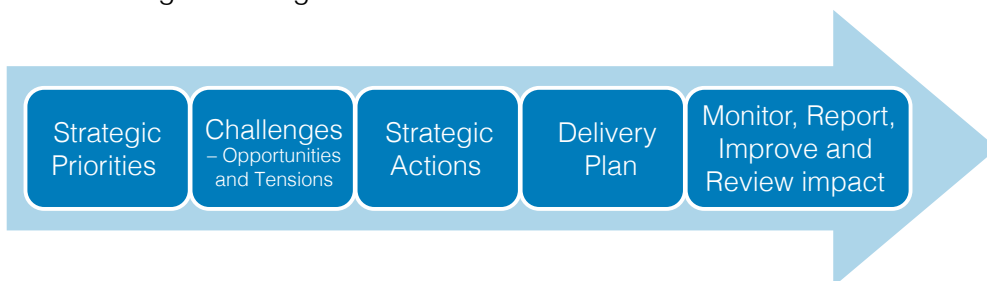 Strategic
Priorities
Challenges
– Opportunities
and Tensions
Strategic
Actions
Delivery
Plan
Monitor, Report,
Improve and
Review impact